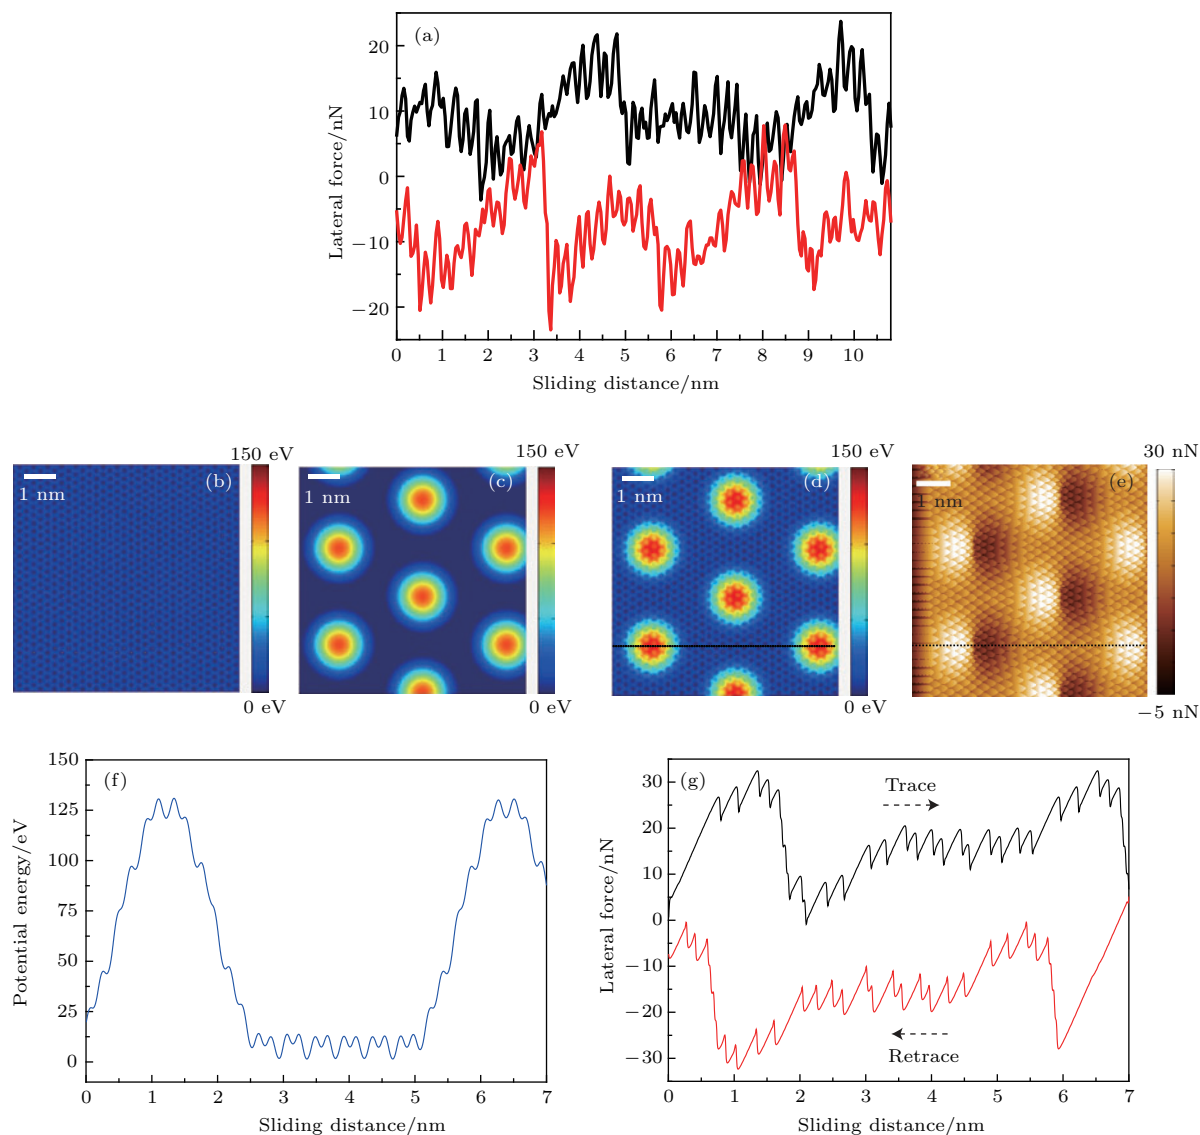 (a)
20
10
0
−10
−20
Lateral force/nN
0 1 2 3 4 5 6 7 8 9 10
Sliding distance/nm
150 eV
150 eV
150 eV
30 nN
1 nm
(b)
1 nm
(c)
1 nm
(d)
1 nm
(e)
0 eV
0 eV
0 eV
−5 nN
(f)
150
125
100
75
50
25
0
Potential energy/eV
0 1 2 3 4 5 6 7
Sliding distance/nm
(g)
Trace
30
20
10
0
−10
−20
−30
Lateral force/nN
Retrace
0 1 2 3 4 5 6 7
Sliding distance/nm